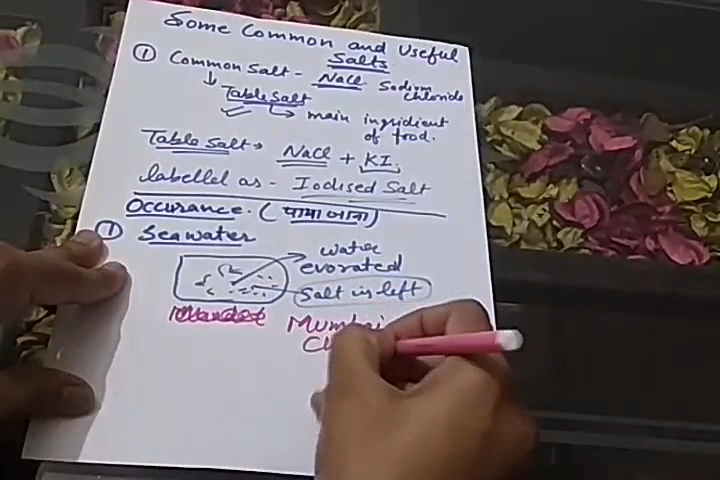 Some Common and Useful
Salts
① Common Salt - NaCl Sodium
Chloride
↓
Table Salt
→ main ingridient
of food.
Table Salt → NaCl + KI.
labelled as - Iodised Salt
Occurance. (पाया जाना)
① Seawater
water
evorated
Salt is left
Mumbai